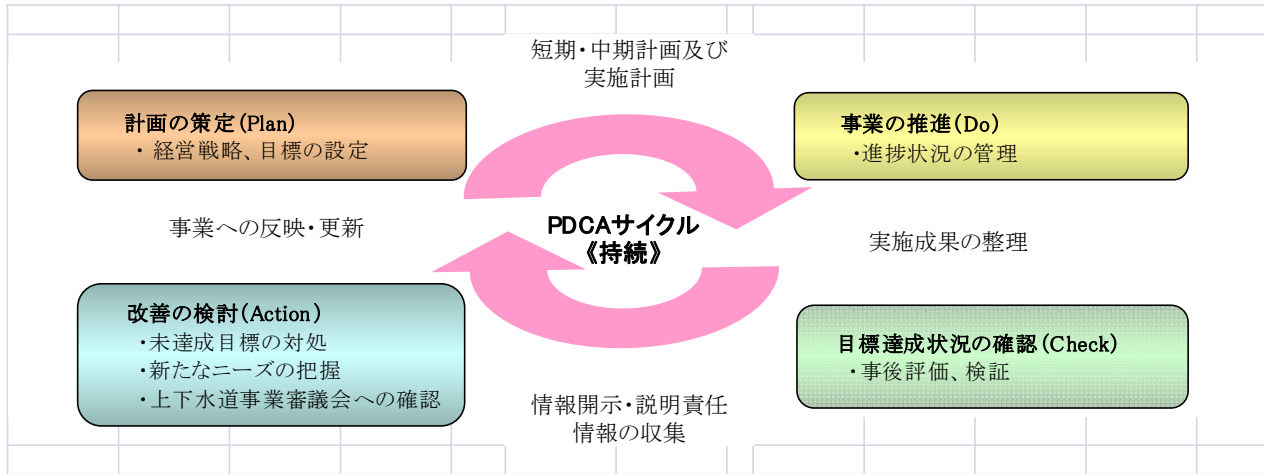 短期・中期計画及び
実施計画
計画の策定(Plan)
・ 経営戦略、目標の設定
事業の推進(Do)
・進捗状況の管理
事業への反映・更新
PDCAサイクル
《持続》
実施成果の整理
改善の検討(Action)
・未達成目標の対処
・新たなニーズの把握
・上下水道事業審議会への確認
目標達成状況の確認(Check)
・事後評価、検証
情報開示・説明責任
情報の収集